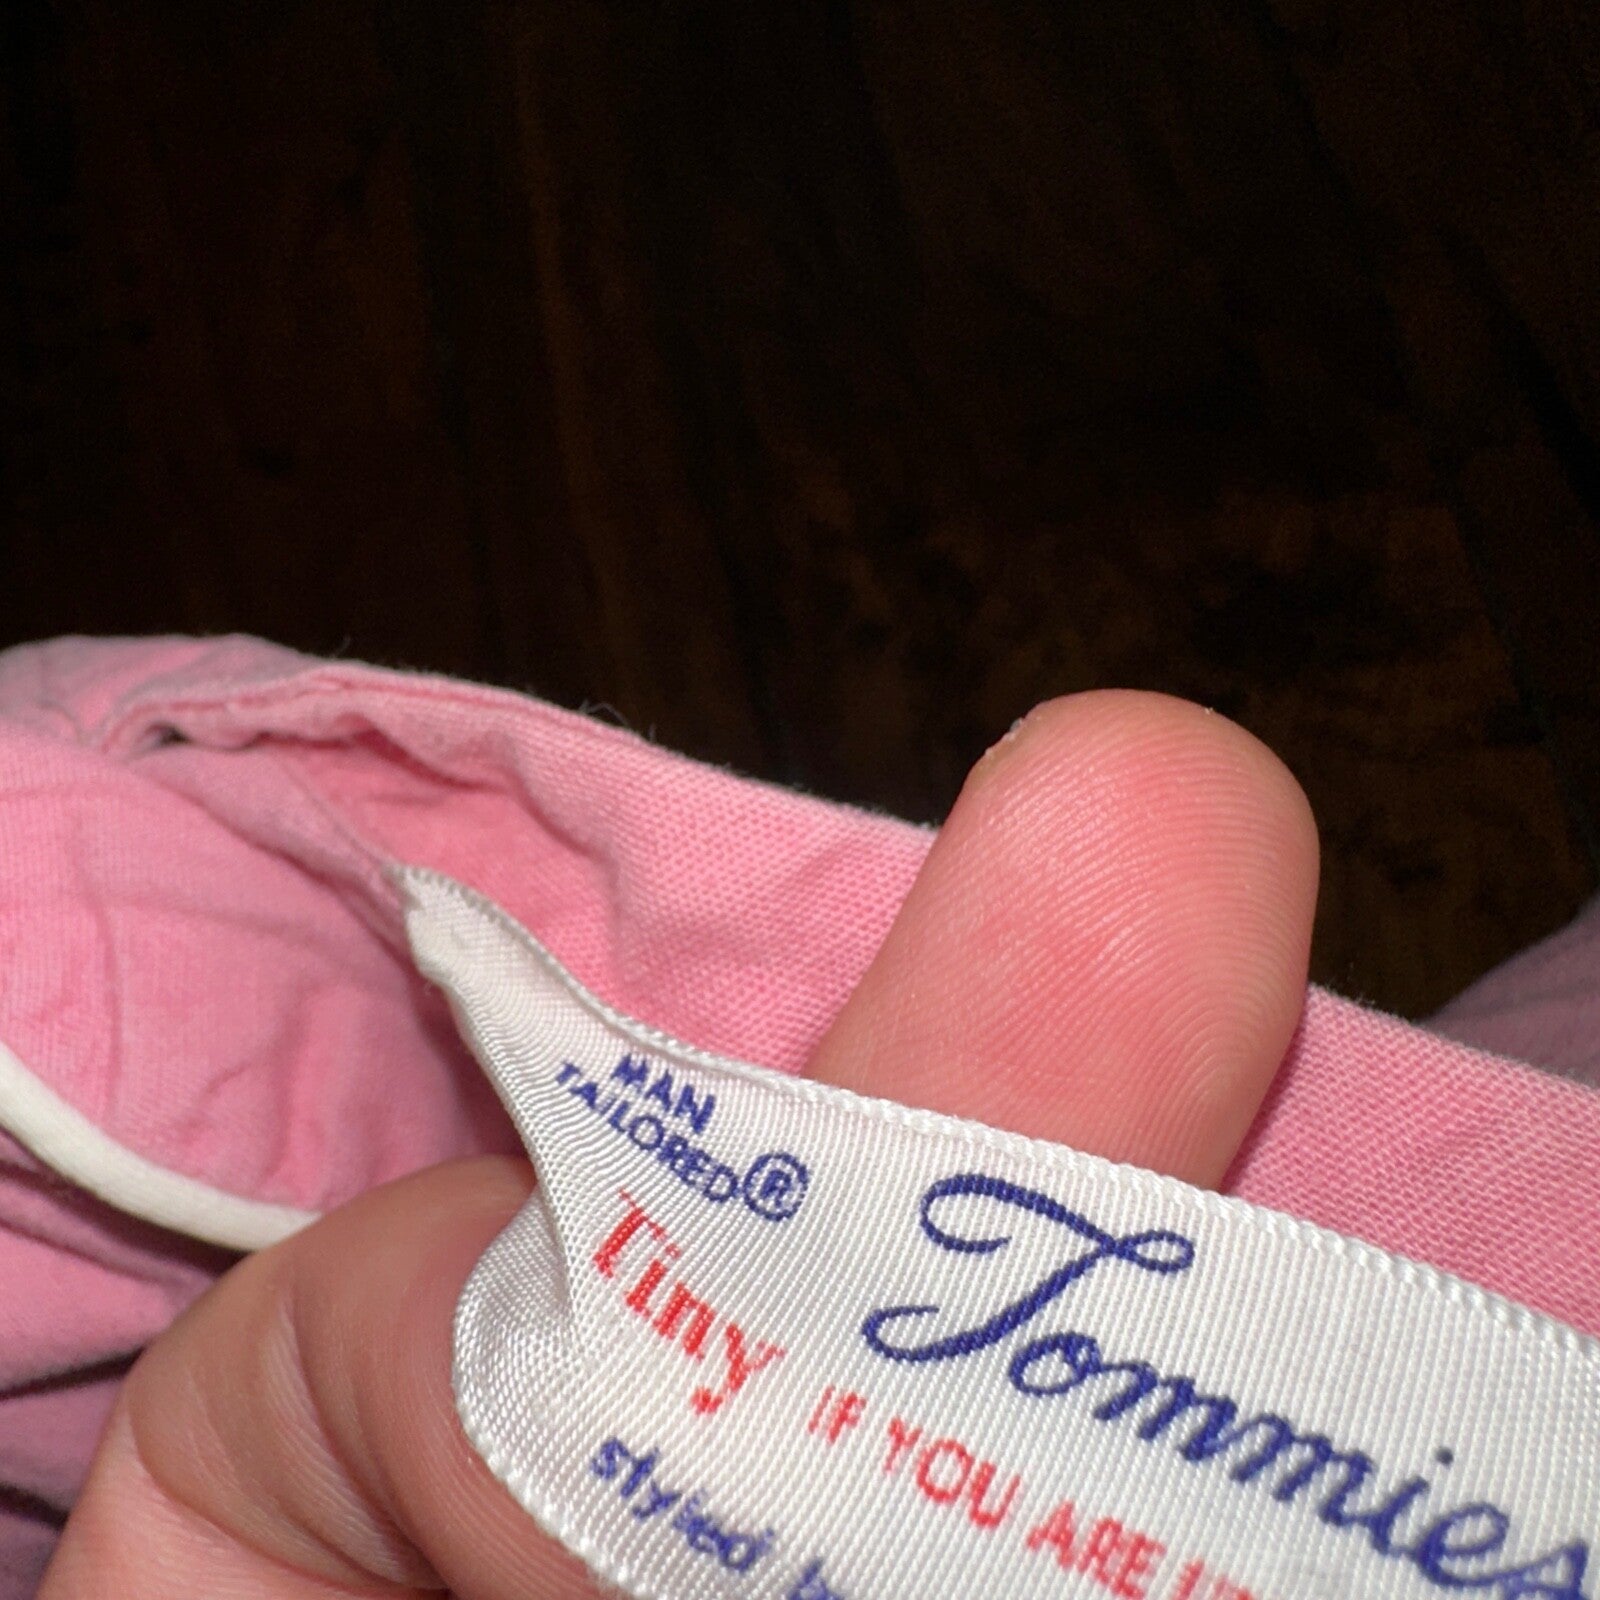 MAN
TAILORED®
Tommies
Tiny IF YOU ARE
styled